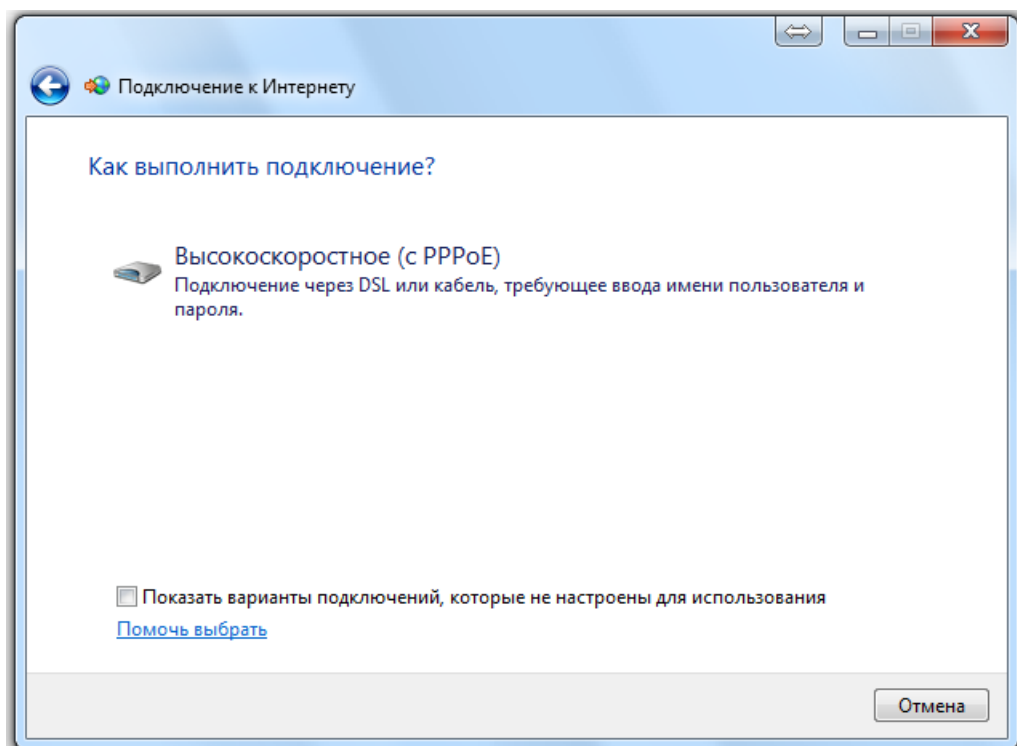 Подключение к Интернету
Как выполнить подключение?
Высокоскоростное (с PPPoE)
Подключение через DSL или кабель, требующее ввода имени пользователя и
пароля.
Показать варианты подключений, которые не настроены для использования
Помочь выбрать
Отмена